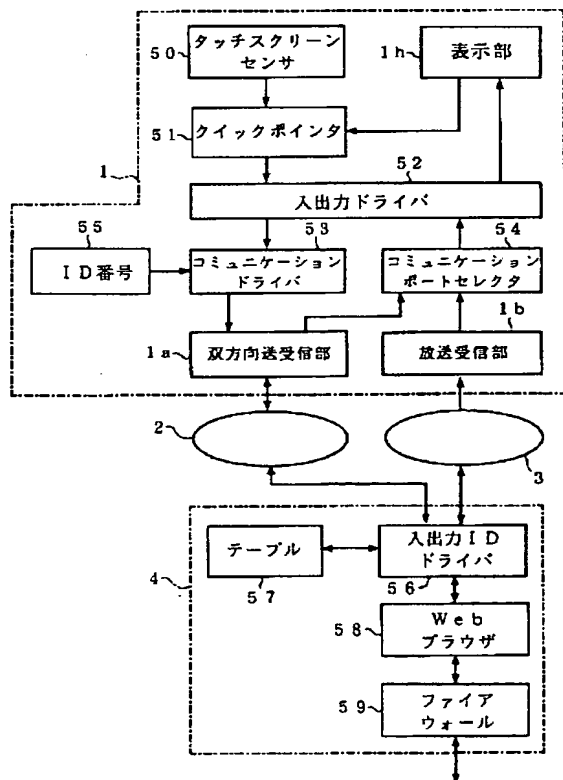 50
タッチスクリーン
センサ
1h
表示部
51
クイックポインタ
1
52
入出力ドライバ
55
ID番号
53
コミュニケーション
ドライバ
54
コミュニケーション
ポートセレクタ
1a
双方向送受信部
1b
放送受信部
2
3
4
テーブル
57
入出力ID
ドライバ
56
58
Web
ブラウザ
59
ファイア
ウォール